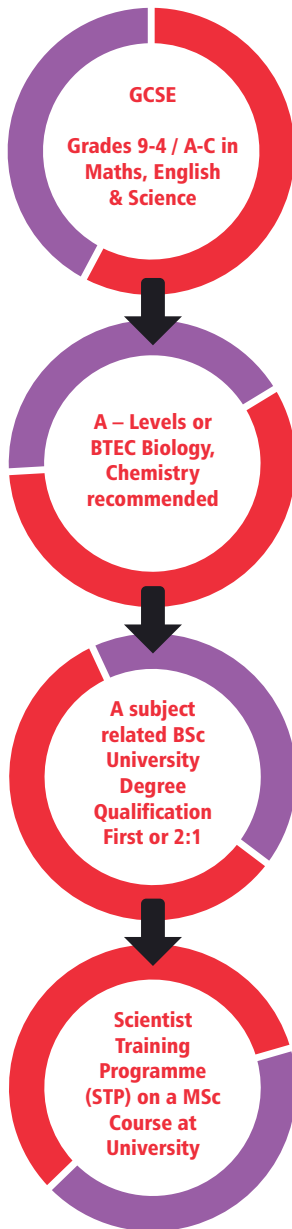 GCSE
Grades 9-4 / A-C in
Maths, English
& Science
A – Levels or
BTEC Biology,
Chemistry
recommended
A subject
related BSc
University
Degree
Qualification
First or 2:1
Scientist
Training
Programme
(STP) on a MSc
Course at
University